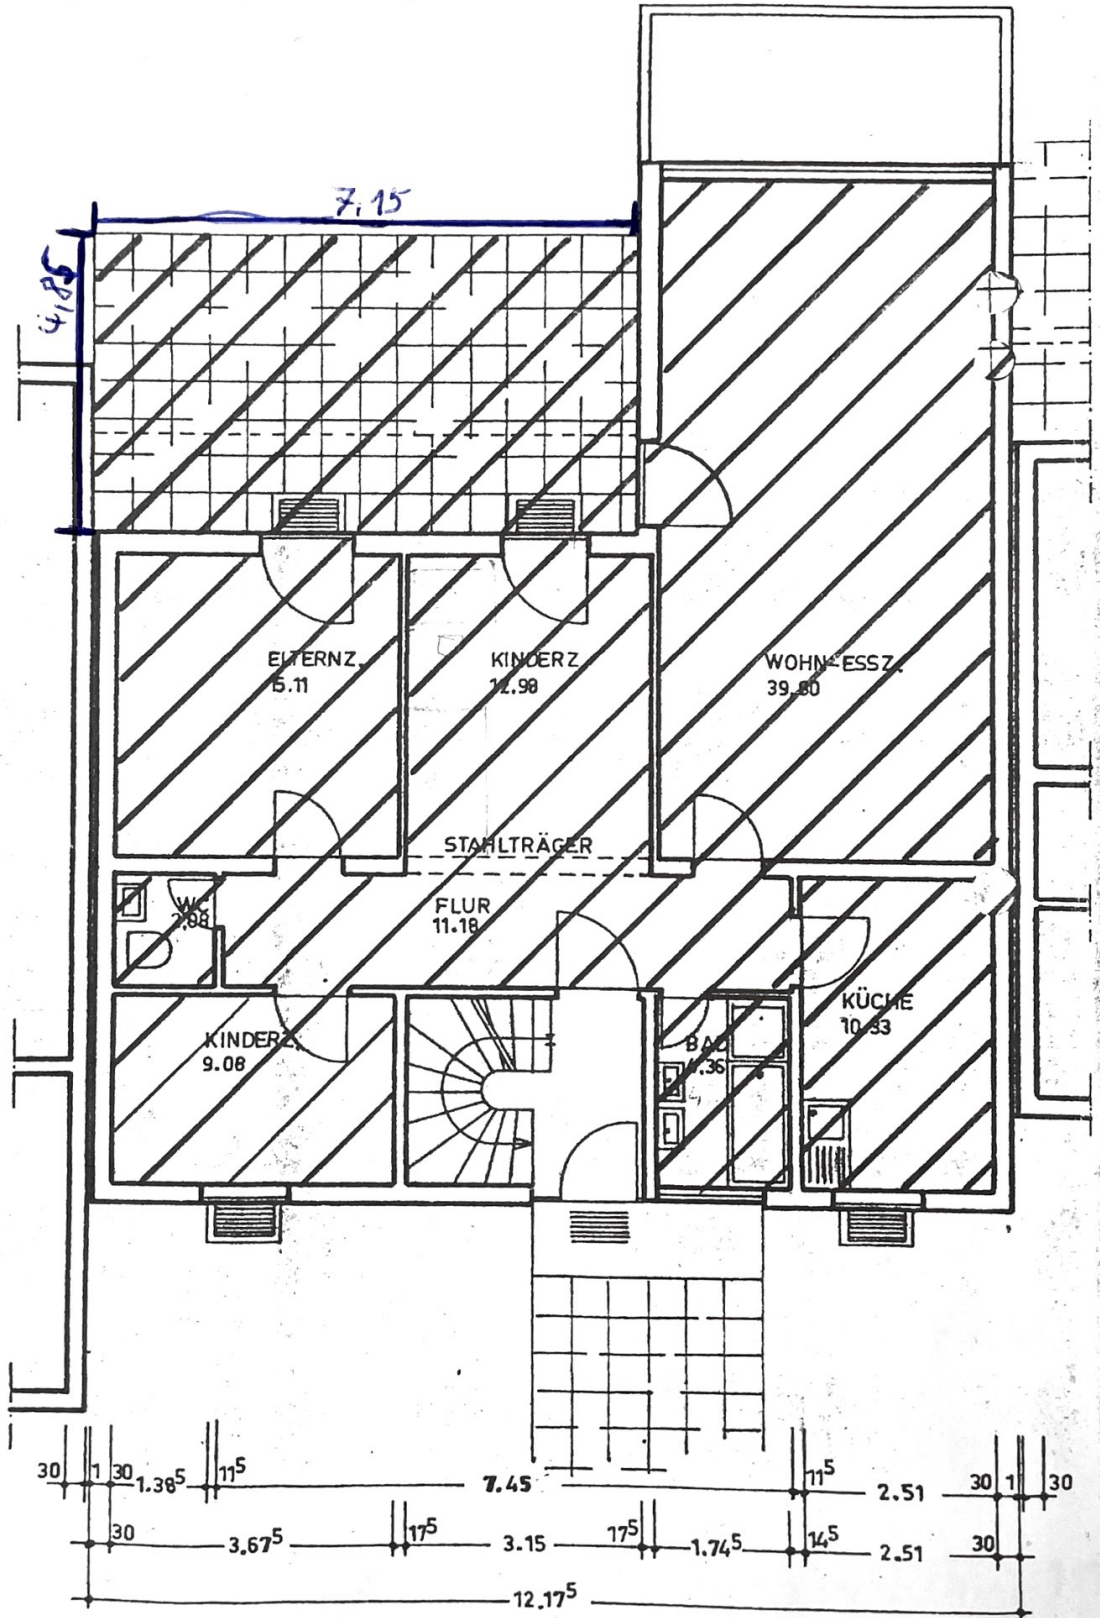 7,15
4,85
ELTERNZ.
15.11
KINDERZ
12.98
WOHN-ESSZ.
39.80
STAHLTRÄGER
FLUR
11.18
WC
2.08
KÜCHE
10.33
KINDERZ.
9.08
BAD
4.36
30 1 30 1.38⁵ 11⁵ 7.45 11⁵ 2.51 30 1 30
30 3.67⁵ 17⁵ 3.15 17⁵ 1.74⁵ 14⁵ 2.51 30
12.17⁵